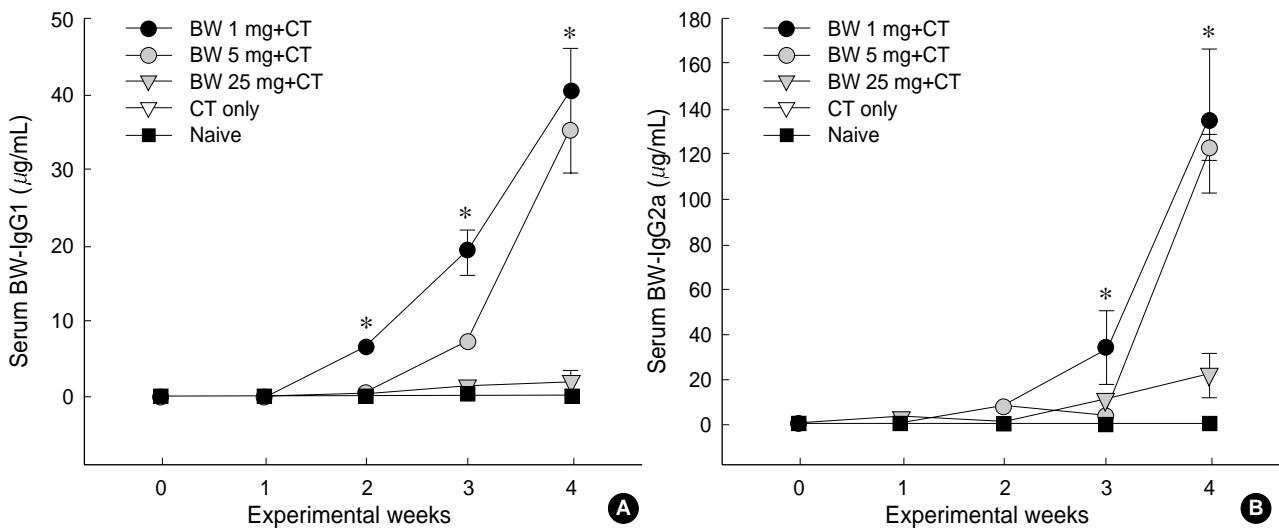 50
40
30
20
10
0
Serum BW-IgG1 (μg/mL)
BW 1 mg+CT
BW 5 mg+CT
BW 25 mg+CT
CT only
Naive
*
*
*
0 1 2 3 4
Experimental weeks
A
180
160
140
120
100
80
60
40
20
0
Serum BW-IgG2a (μg/mL)
BW 1 mg+CT
BW 5 mg+CT
BW 25 mg+CT
CT only
Naive
*
*
0 1 2 3 4
Experimental weeks
B